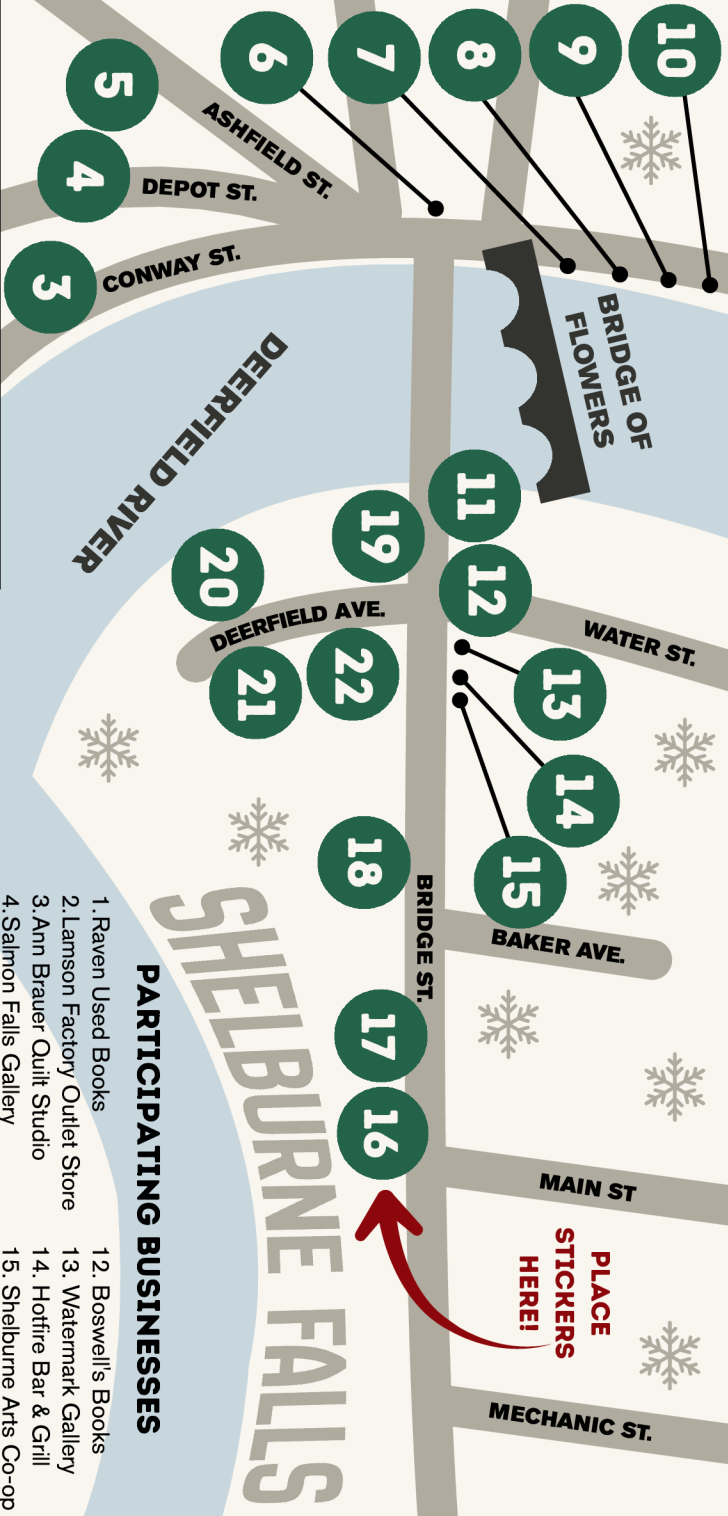 6
7
8
9
10
5
4
3
ASHFIELD ST.
DEPOT ST.
CONWAY ST.
BRIDGE OF
FLOWERS
DEERFIELD RIVER
11
12
19
20
DEERFIELD AVE.
WATER ST.
13
14
15
21
22
18
BRIDGE ST.
BAKER AVE.
17
16
MAIN ST
PLACE
STICKERS
HERE!
MECHANIC ST.
SHELBURNE FALLS
PARTICIPATING BUSINESSES
1.Raven Used Books
2.Lamson Factory Outlet Store
3.Ann Brauer Quilt Studio
4.Salmon Falls Gallery
12. Boswell's Books
13. Watermark Gallery
14. Hotfire Bar & Grill
15. Shelburne Arts Co-op